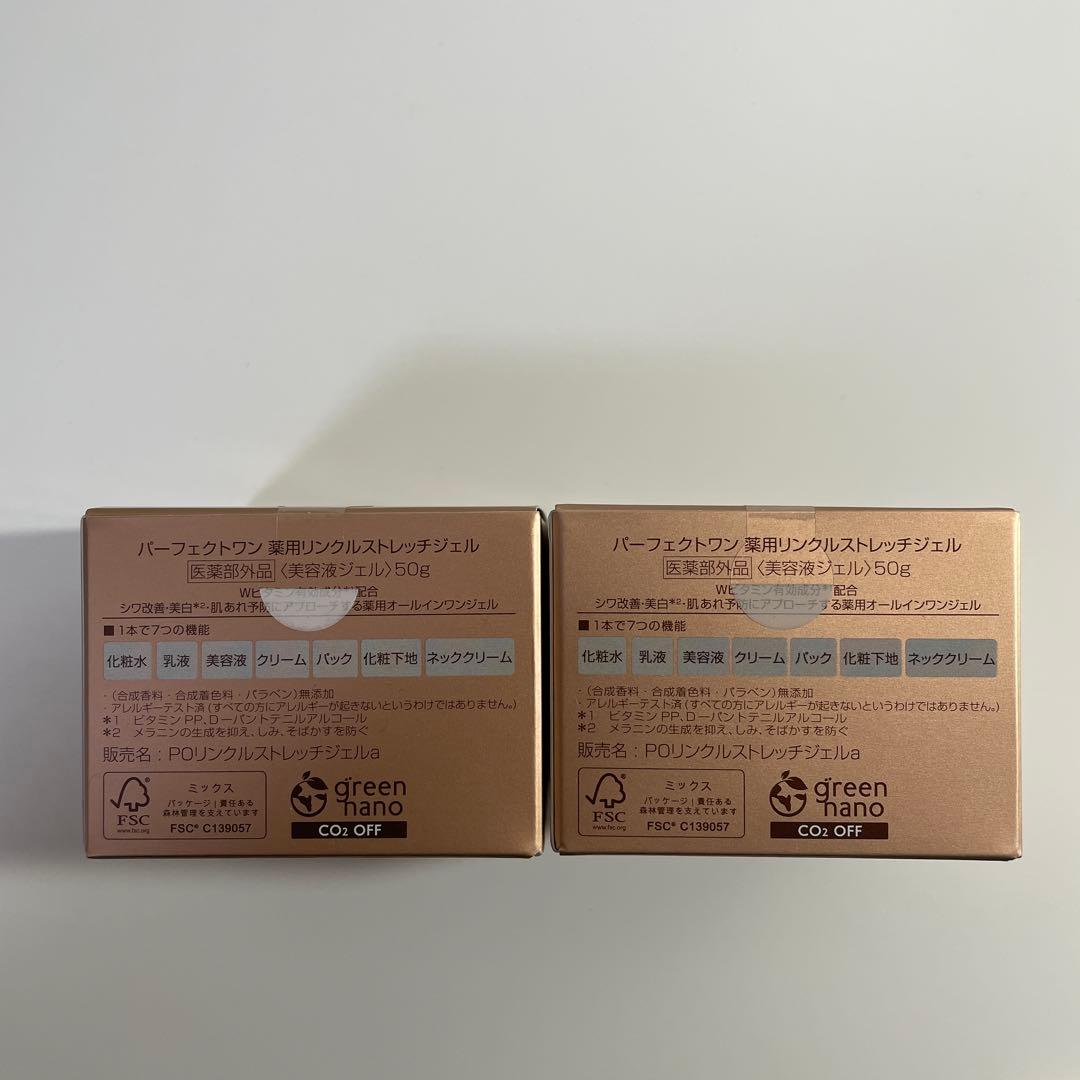 パーフェクトワン 薬用リンクルストレッチジェル
医薬部外品〈美容液ジェル〉50g
Wビタミン有効成分*¹配合
シワ改善・美白*²・肌あれ予防にアプローチする薬用オールインワンジェル
■ 1本で7つの機能
化粧水 乳液 美容液 クリーム パック 化粧下地 ネッククリーム
・(合成香料・合成着色料・パラベン)無添加
・アレルギーテスト済(すべての方にアレルギーが起きないというわけではありません。)
*1 ビタミンPP、D−パントテニルアルコール
*2 メラニンの生成を抑え、しみ、そばかすを防ぐ
販売名:POリンクルストレッチジェルa
FSC
www.fsc.org
ミックス
パッケージ|責任ある
森林管理を支えています
FSC® C139057
green
nano
CO₂ OFF
パーフェクトワン 薬用リンクルストレッチジェル
医薬部外品〈美容液ジェル〉50g
Wビタミン有効成分*¹配合
シワ改善・美白*²・肌あれ予防にアプローチする薬用オールインワンジェル
■ 1本で7つの機能
化粧水 乳液 美容液 クリーム パック 化粧下地 ネッククリーム
・(合成香料・合成着色料・パラベン)無添加
・アレルギーテスト済(すべての方にアレルギーが起きないというわけではありません。)
*1 ビタミンPP、D−パントテニルアルコール
*2 メラニンの生成を抑え、しみ、そばかすを防ぐ
販売名:POリンクルストレッチジェルa
FSC
www.fsc.org
ミックス
パッケージ|責任ある
森林管理を支えています
FSC® C139057
green
nano
CO₂ OFF